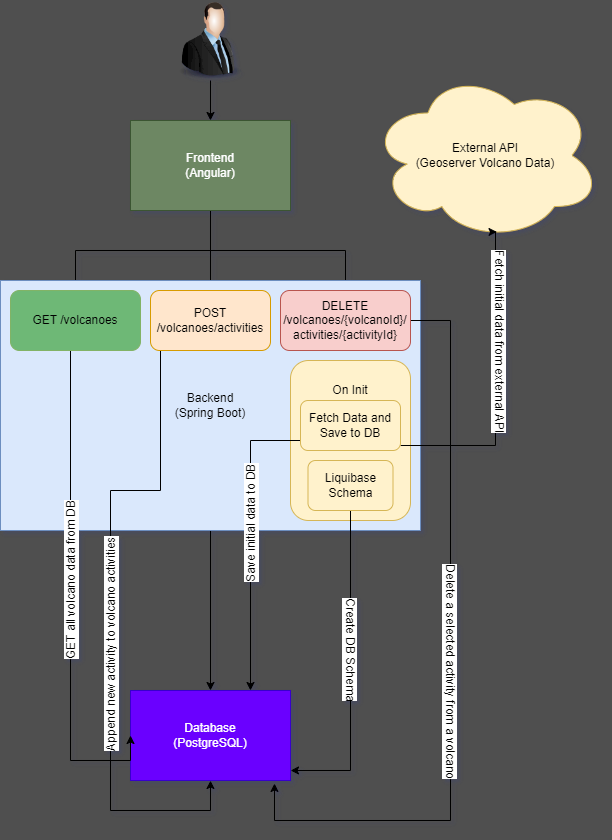 Frontend
(Angular)
External API
(Geoserver Volcano Data)
GET /volcanoes
POST
/volcanoes/activities
DELETE
/volcanoes/{volcanoId}/
activities/{activityId}
Backend
(Spring Boot)
On Init
Fetch Data and
Save to DB
Liquibase
Schema
Fetch initial data from external API
GET all volcano data from DB
Append new activity to volcano activities
Save initial data to DB
Create DB Schema
Delete a selected activity from a volcano
Database
(PostgreSQL)